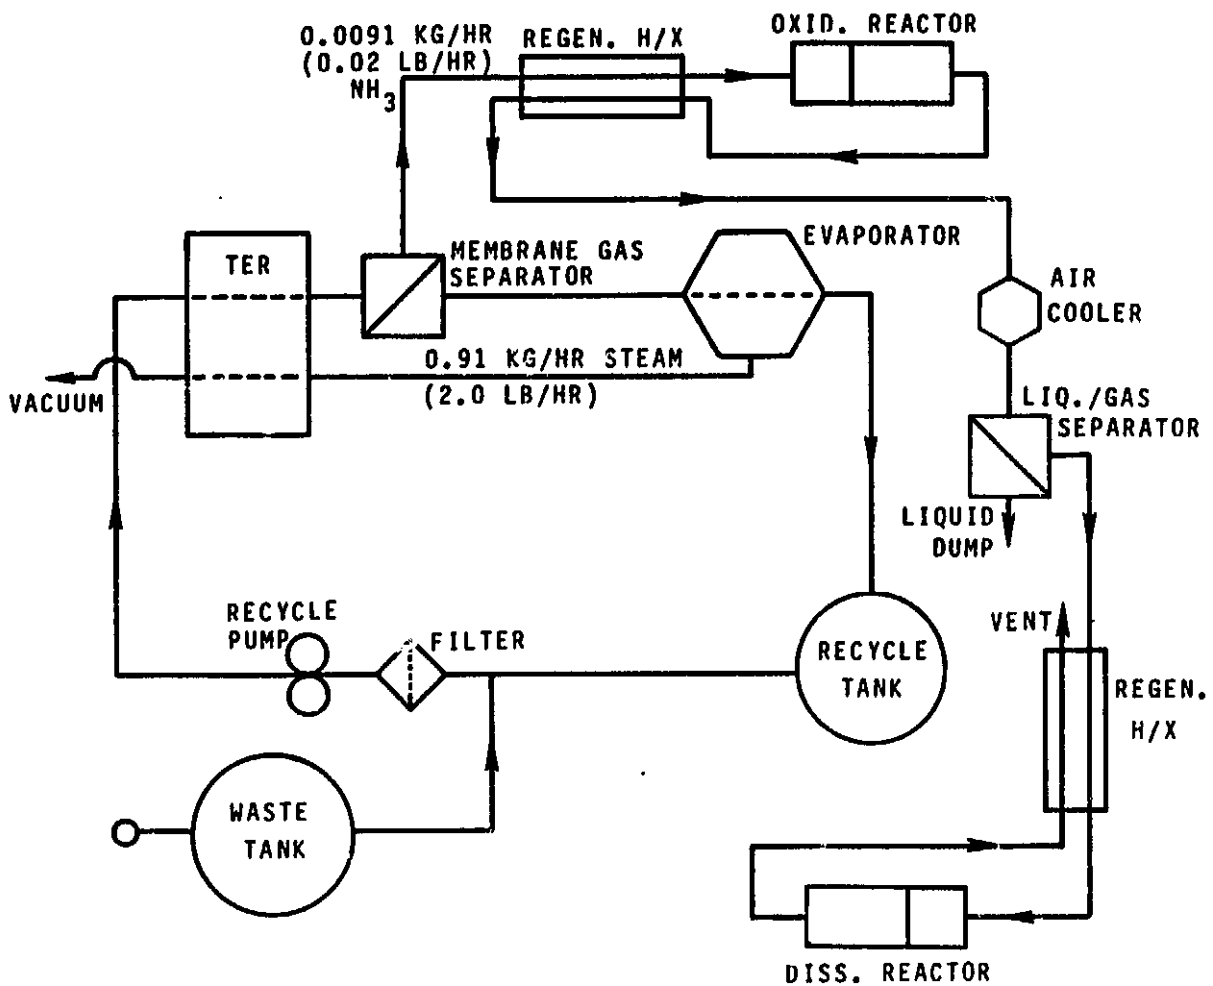 0.0091 KG/HR
(0.02 LB/HR)
NH3
REGEN. H/X
OXID. REACTOR
TER
MEMBRANE GAS
SEPARATOR
EVAPORATOR
AIR
COOLER
0.91 KG/HR STEAM
(2.0 LB/HR)
VACUUM
LIQ./GAS
SEPARATOR
LIQUID
DUMP
RECYCLE
PUMP
FILTER
RECYCLE
TANK
VENT
REGEN.
H/X
WASTE
TANK
DISS. REACTOR